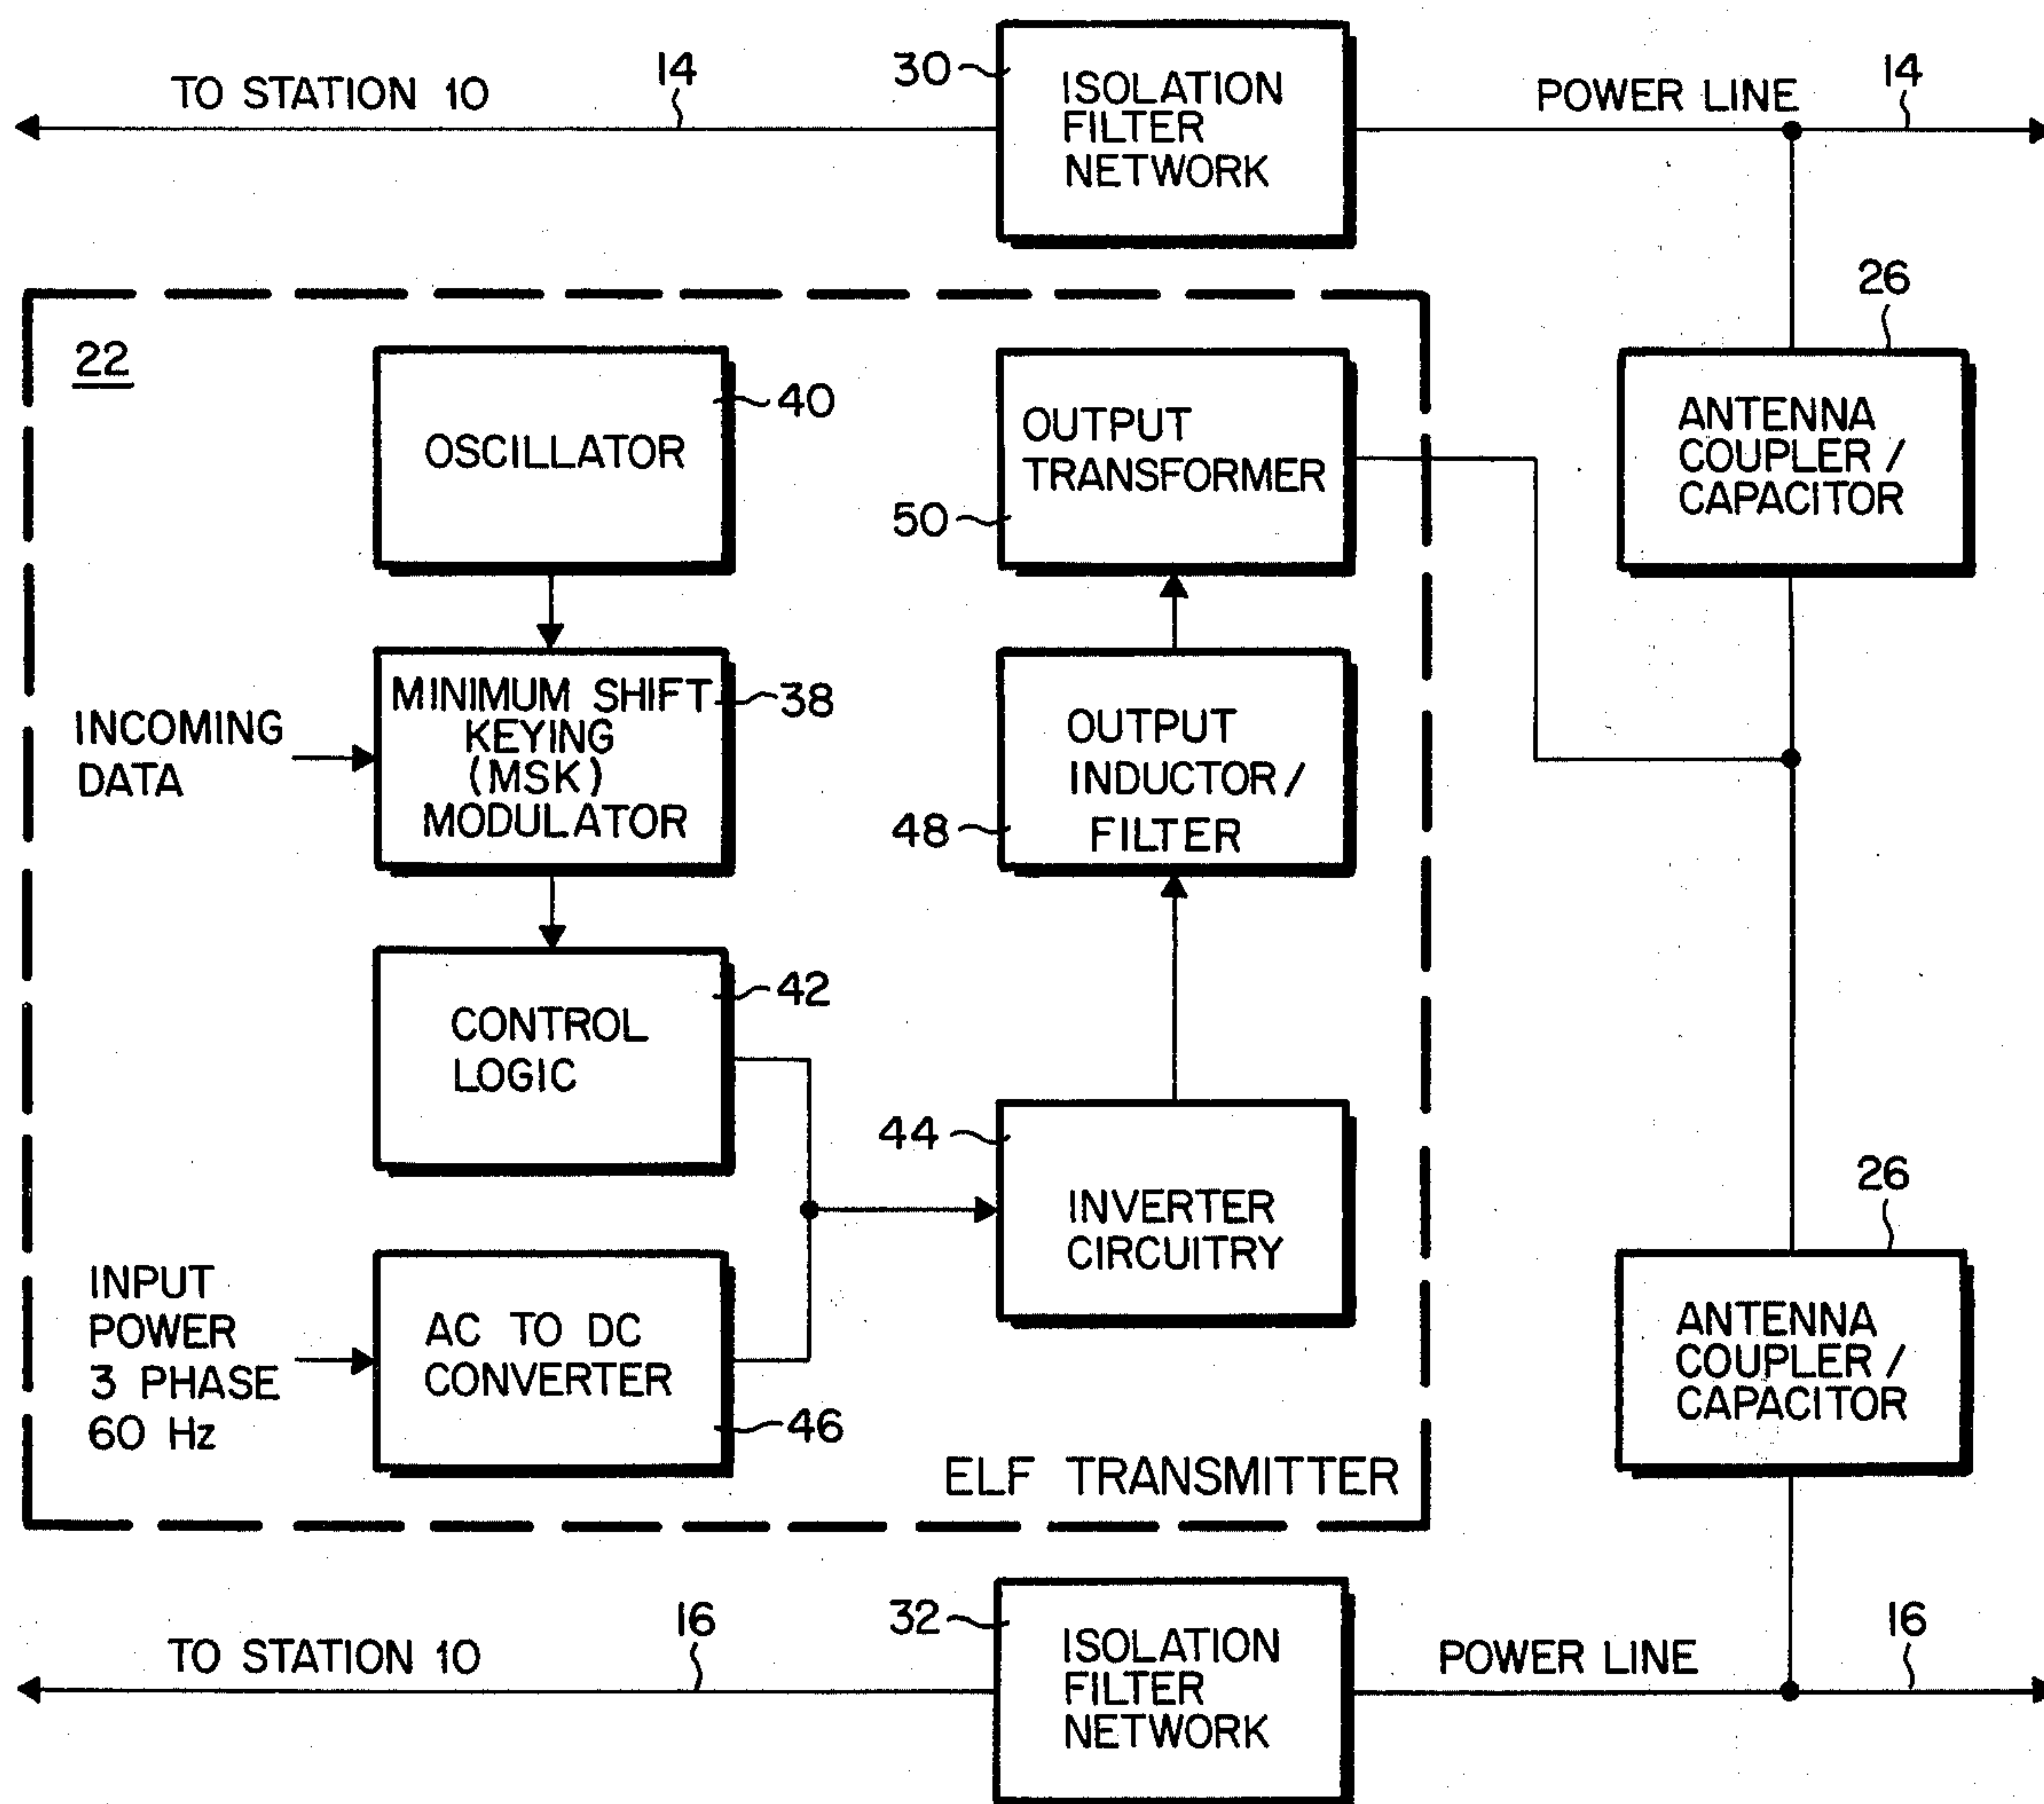 TO STATION 10
14
30
ISOLATION
FILTER
NETWORK
POWER LINE
14
22
OSCILLATOR
40
OUTPUT
TRANSFORMER
50
26
ANTENNA
COUPLER /
CAPACITOR
INCOMING
DATA
MINIMUM SHIFT
KEYING
(MSK)
MODULATOR
38
OUTPUT
INDUCTOR /
FILTER
48
CONTROL
LOGIC
42
44
INVERTER
CIRCUITRY
INPUT
POWER
3 PHASE
60 Hz
AC TO DC
CONVERTER
46
ELF TRANSMITTER
26
ANTENNA
COUPLER /
CAPACITOR
TO STATION 10
16
32
ISOLATION
FILTER
NETWORK
POWER LINE
16